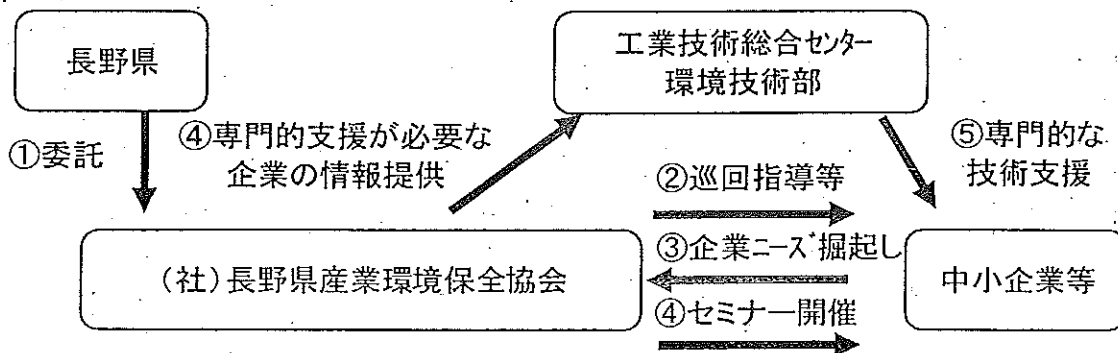 長野県
工業技術総合センター
環境技術部
①委託
④専門的支援が必要な
企業の情報提供
⑤専門的な
技術支援
②巡回指導等
③企業ニーズ掘起し
(社)長野県産業環境保全協会
中小企業等
④セミナー開催